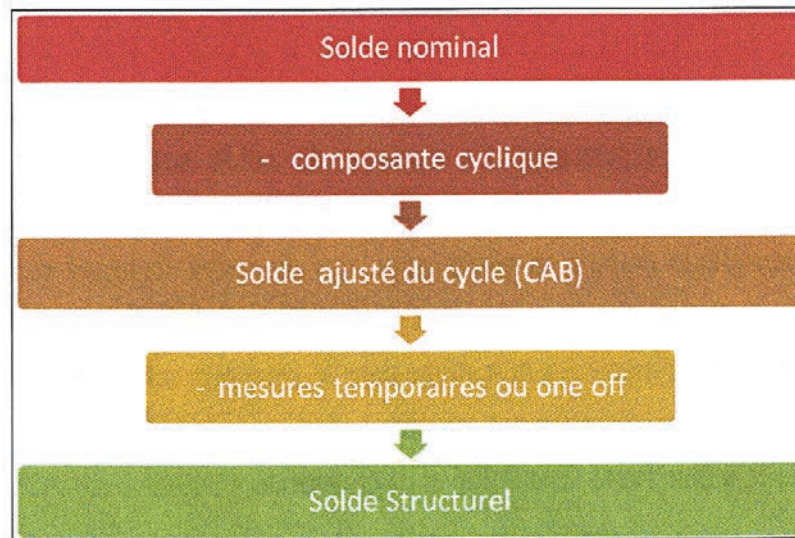 Solde nominal
- composante cyclique
Solde ajusté du cycle (CAB)
- mesures temporaires ou one off
Solde Structurel